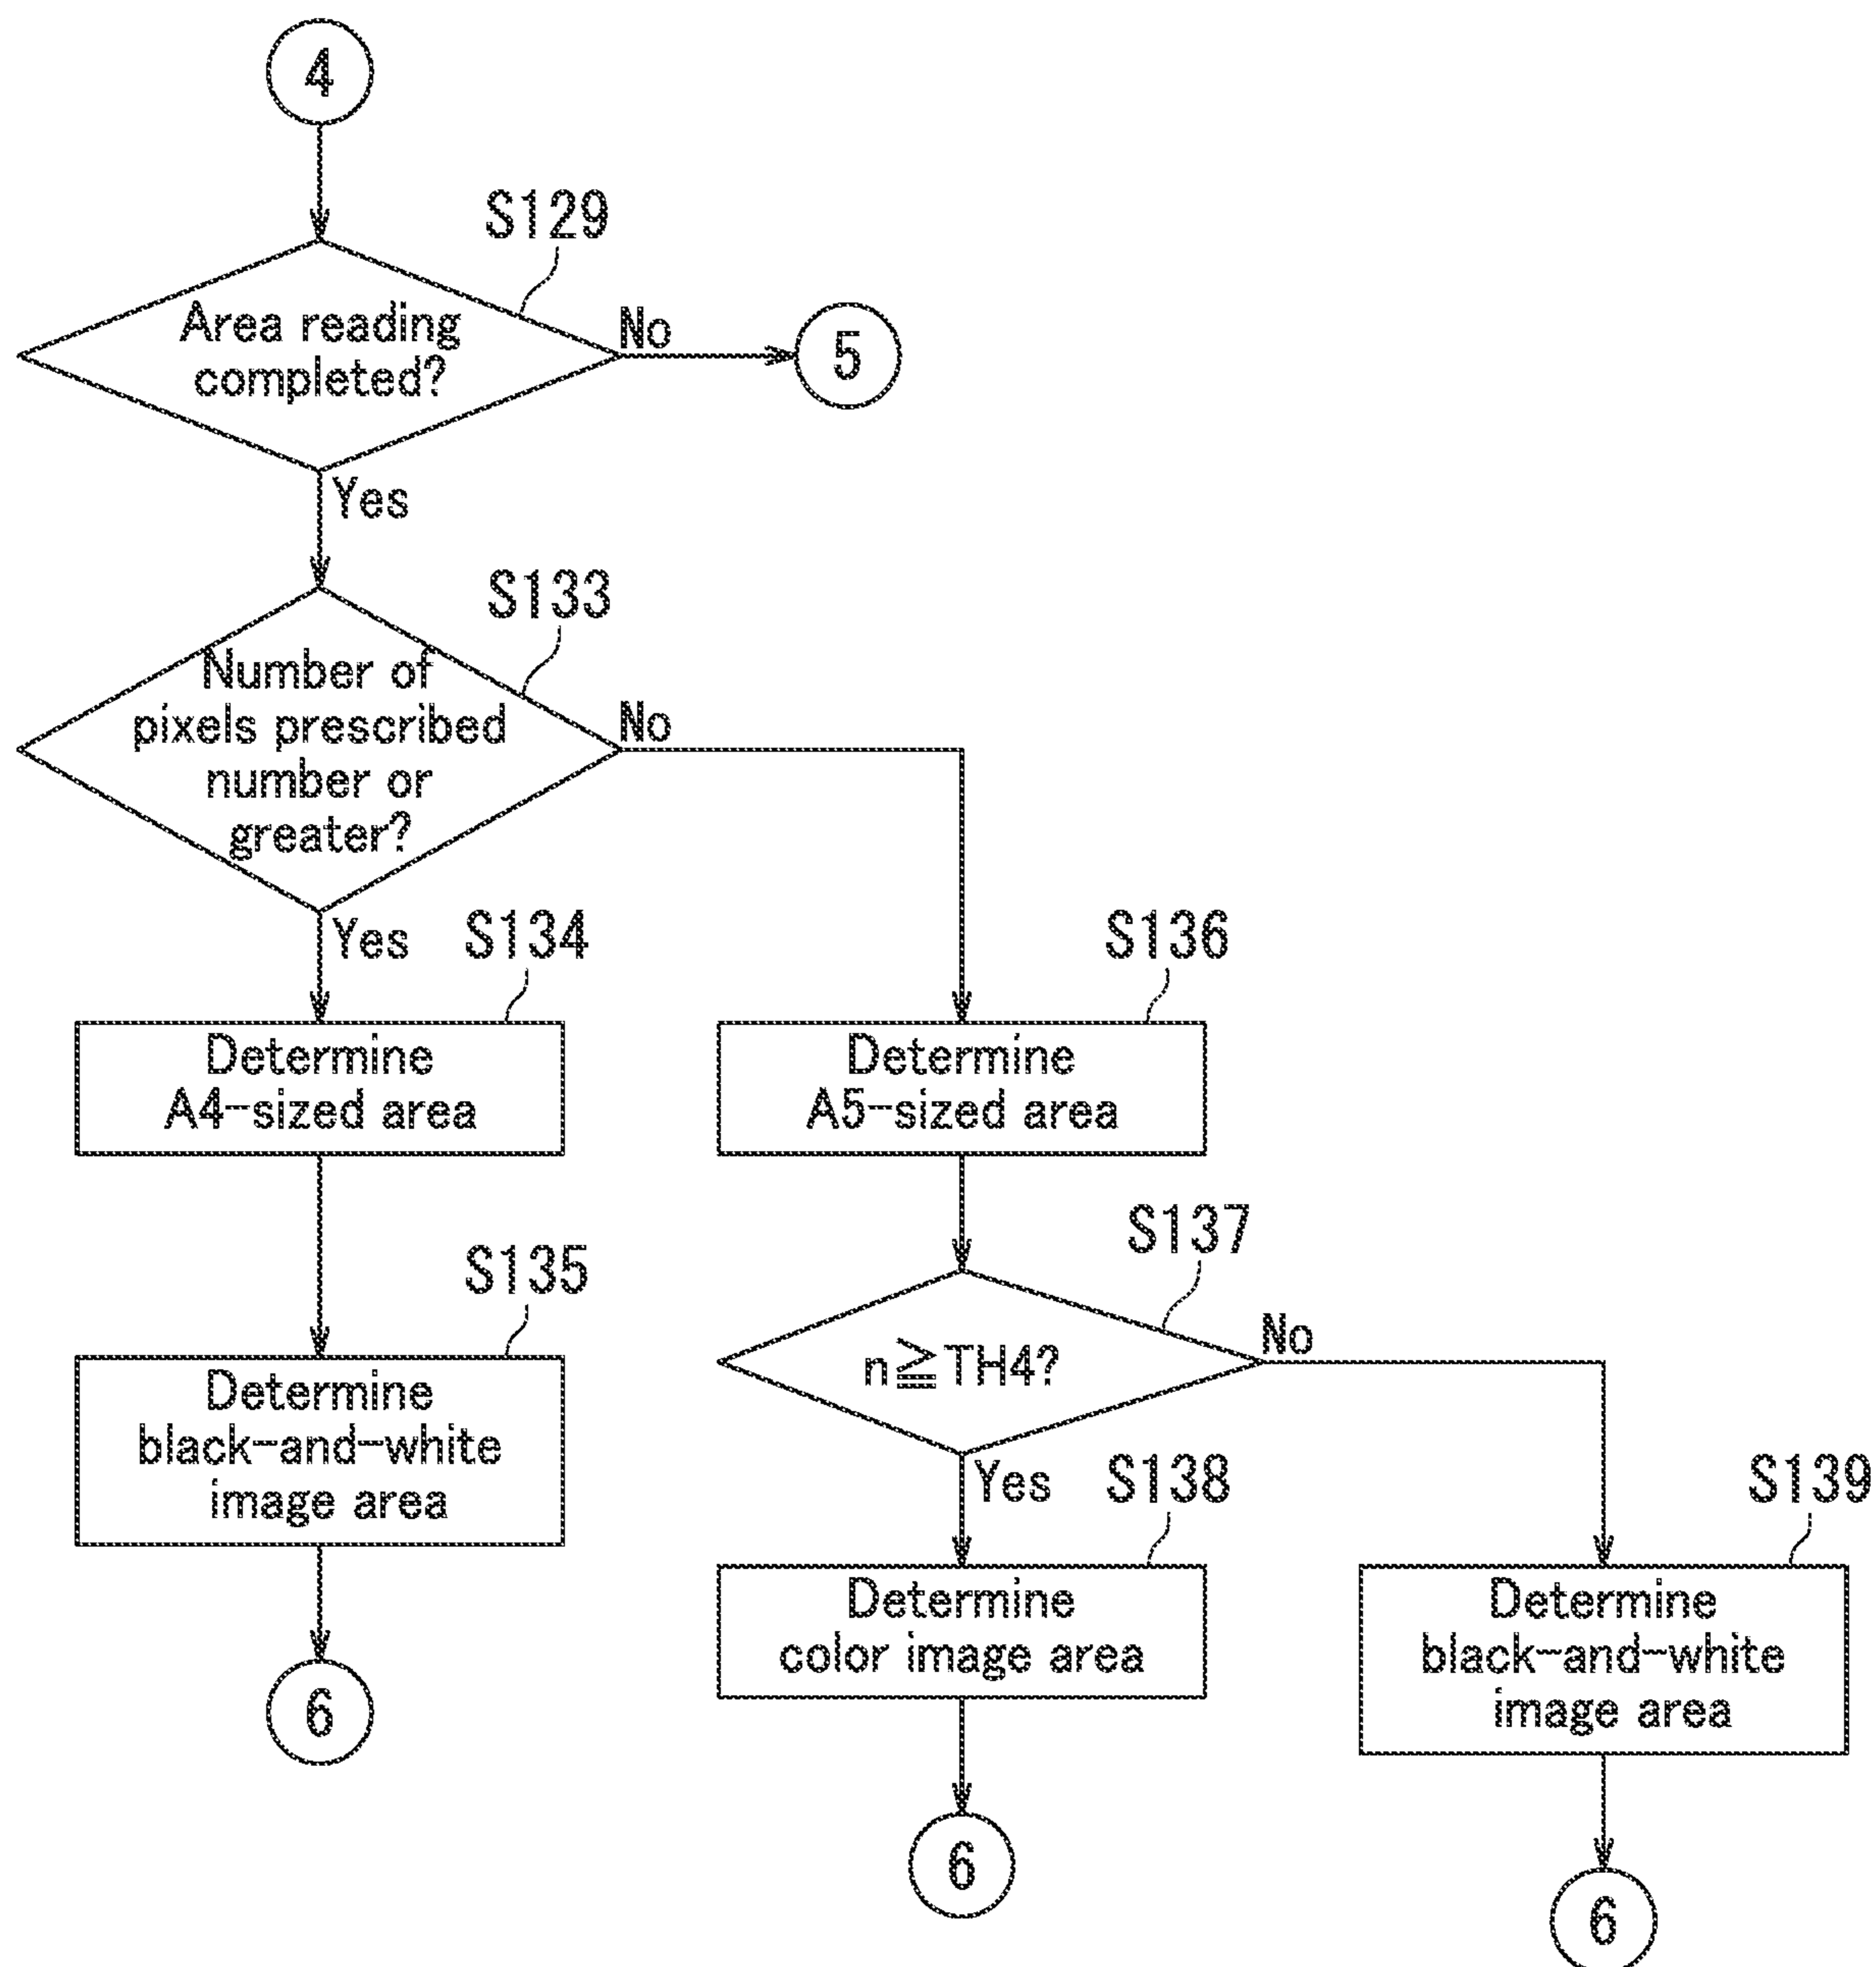 4
S129
Area reading
completed?
No
5
Yes
S133
Number of
pixels prescribed
number or
greater?
No
Yes
S134
Determine
A4-sized area
S136
Determine
A5-sized area
S135
Determine
black-and-white
image area
6
S137
n≧TH4?
No
Yes
S138
Determine
color image area
6
S139
Determine
black-and-white
image area
6